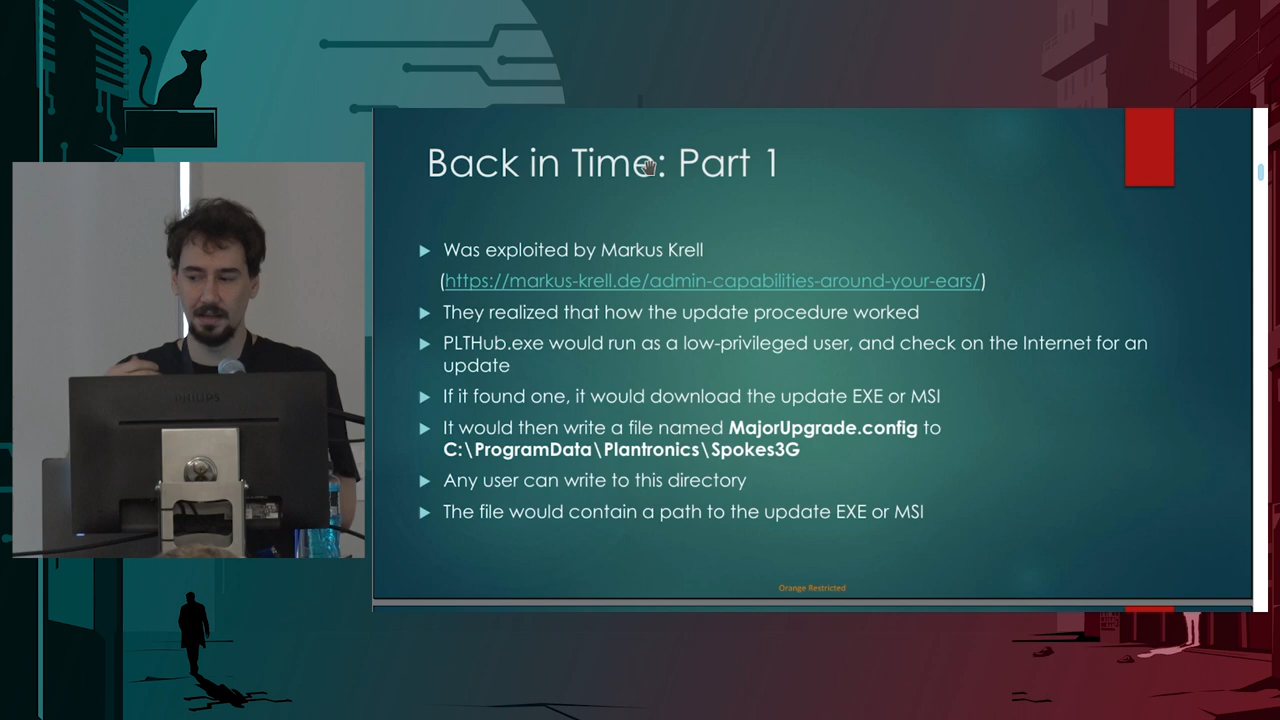 Back in Time: Part 1
Was exploited by Markus Krell
(https://markus-krell.de/admin-capabilities-around-your-ears/)
They realized that how the update procedure worked
PLTHub.exe would run as a low-privileged user, and check on the Internet for an
update
If it found one, it would download the update EXE or MSI
It would then write a file named MajorUpgrade.config to
C:\ProgramData\Plantronics\Spokes3G
Any user can write to this directory
The file would contain a path to the update EXE or MSI
Orange Restricted
PHILIPS